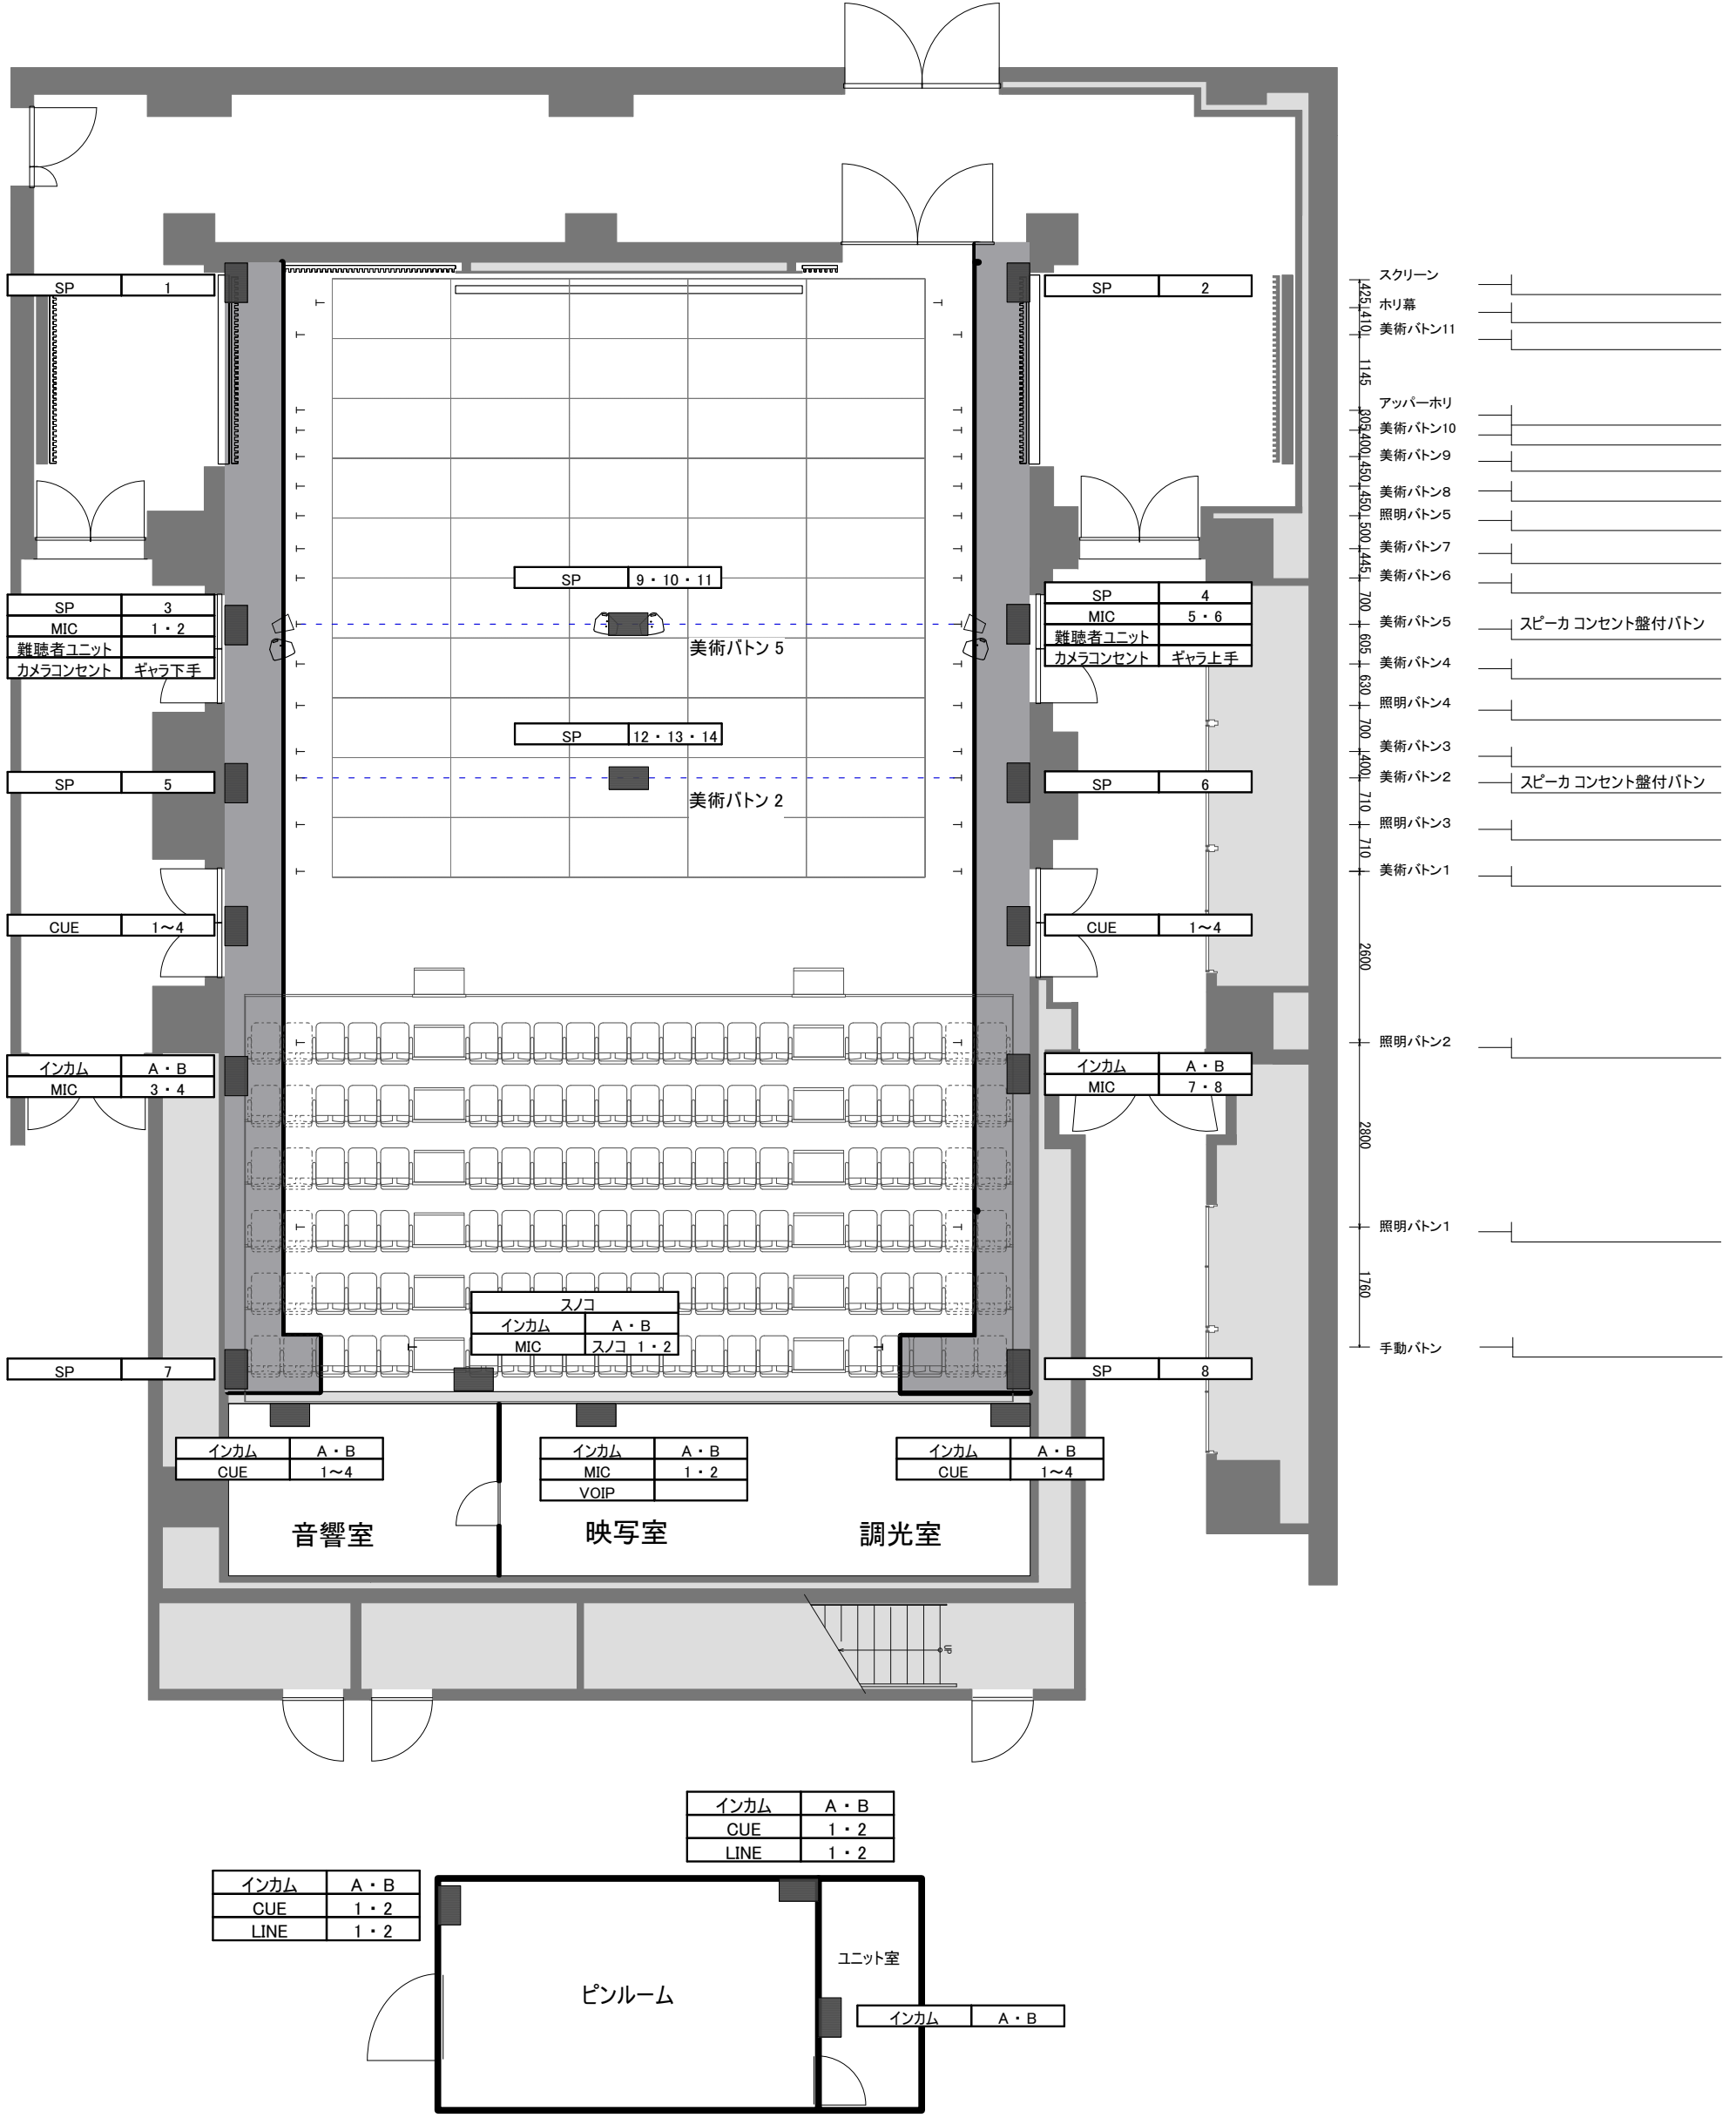 SP 1
SP 2
SP 9・10・11
SP 3
MIC 1・2
難聴者ユニット
カメラコンセント ギャラ下手
SP 4
MIC 5・6
難聴者ユニット
カメラコンセント ギャラ上手
美術バトン 5
SP 12・13・14
SP 5
SP 6
美術バトン 2
CUE 1～4
CUE 1～4
インカム A・B
MIC 3・4
インカム A・B
MIC 7・8
スノコ
インカム A・B
MIC スノコ 1・2
SP 7
SP 8
インカム A・B
CUE 1～4
インカム A・B
MIC 1・2
VOIP
インカム A・B
CUE 1～4
音響室
映写室
調光室
UP
スクリーン
425
ホリ幕
410
美術バトン11
1145
アッパーホリ
305
美術バトン10
400
美術バトン9
450
美術バトン8
450
照明バトン5
500
美術バトン7
445
美術バトン6
700
美術バトン5 スピーカ コンセント盤付バトン
605
美術バトン4
630
照明バトン4
700
美術バトン3
400
美術バトン2 スピーカ コンセント盤付バトン
710
照明バトン3
710
美術バトン1
2600
照明バトン2
2800
照明バトン1
1760
手動バトン
インカム A・B
CUE 1・2
LINE 1・2
インカム A・B
CUE 1・2
LINE 1・2
ピンルーム
ユニット室
インカム A・B